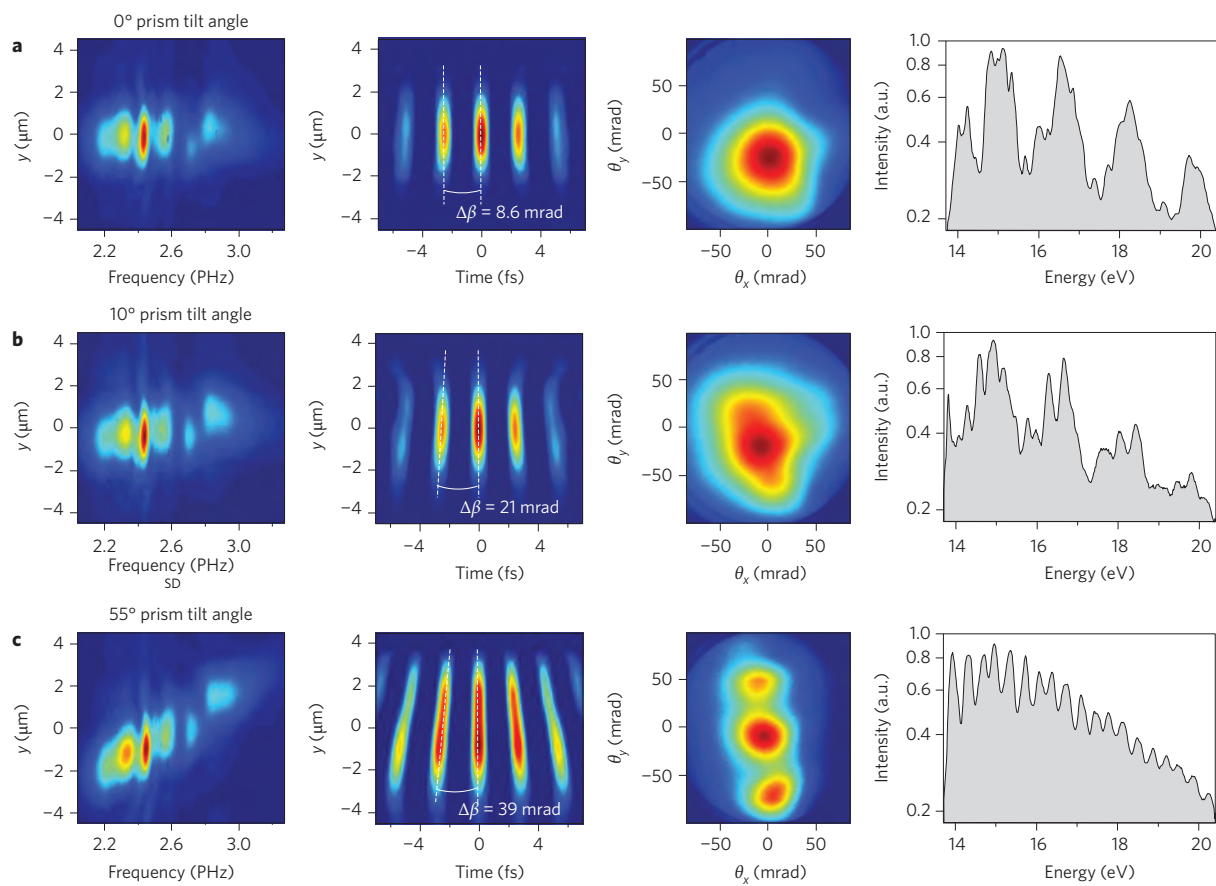 0° prism tilt angle
a
4
2
0
−2
−4
y (μm)
2.2
2.6
3.0
Frequency (PHz)
4
2
0
−2
−4
y (μm)
Δβ = 8.6 mrad
−4
0
4
Time (fs)
50
0
−50
θy (mrad)
−50
0
50
θx (mrad)
1.0
0.8
0.6
0.4
0.2
Intensity (a.u.)
14
16
18
20
Energy (eV)
10° prism tilt angle
b
4
2
0
−2
−4
y (μm)
2.2
2.6
3.0
Frequency (PHz)
SD
4
2
0
−2
−4
y (μm)
Δβ = 21 mrad
−4
0
4
Time (fs)
50
0
−50
θy (mrad)
−50
0
50
θx (mrad)
1.0
0.8
0.6
0.4
0.2
Intensity (a.u.)
14
16
18
20
Energy (eV)
55° prism tilt angle
c
4
2
0
−2
−4
y (μm)
2.2
2.6
3.0
Frequency (PHz)
4
2
0
−2
−4
y (μm)
Δβ = 39 mrad
−4
0
4
Time (fs)
50
0
−50
θy (mrad)
−50
0
50
θx (mrad)
1.0
0.8
0.6
0.4
0.2
Intensity (a.u.)
14
16
18
20
Energy (eV)